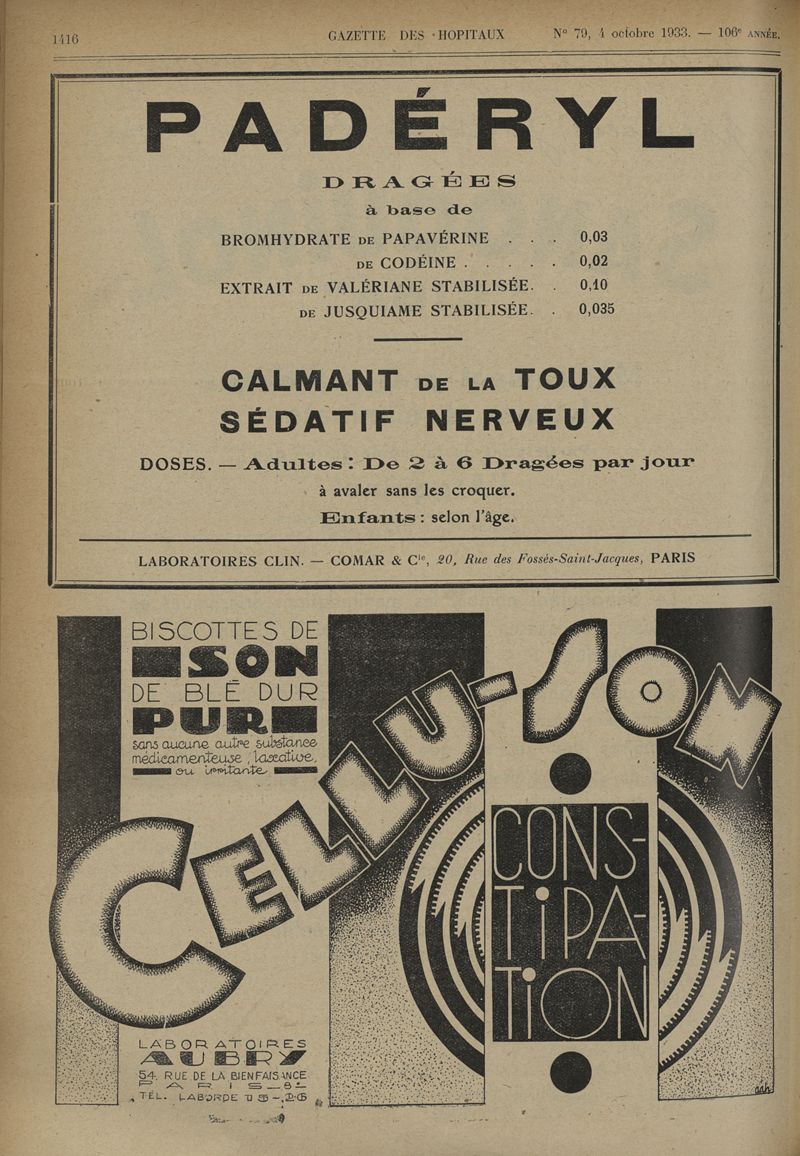 1416 GAZETTE DES HOPITAUX N° 79, 4 octobre 1933. — 106e ANNÉE.
PADÉRYL
DRAGÉES
à base de
BROMHYDRATE DE PAPAVÉRINE . . . 0,03
DE CODÉINE . . . . . 0,02
EXTRAIT DE VALÉRIANE STABILISÉE. . 0,10
DE JUSQUIAME STABILISÉE. . 0,035
CALMANT DE LA TOUX
SÉDATIF NERVEUX
DOSES. — Adultes : De 2 à 6 Dragées par jour
à avaler sans les croquer.
Enfants : selon l'âge.
LABORATOIRES CLIN. — COMAR & Cie, 20, Rue des Fossés-Saint-Jacques, PARIS
BISCOTTES DE
SON
DE BLÉ DUR
PUR
sans aucune autre substance
médicamenteuse, laxative,
ou irritante
CELLU-SON
CONS-
TIPA-
TION
LABORATOIRES
AUBRY
54, RUE DE LA BIENFAISANCE
PARIS_8e
TÉL. LABORDE